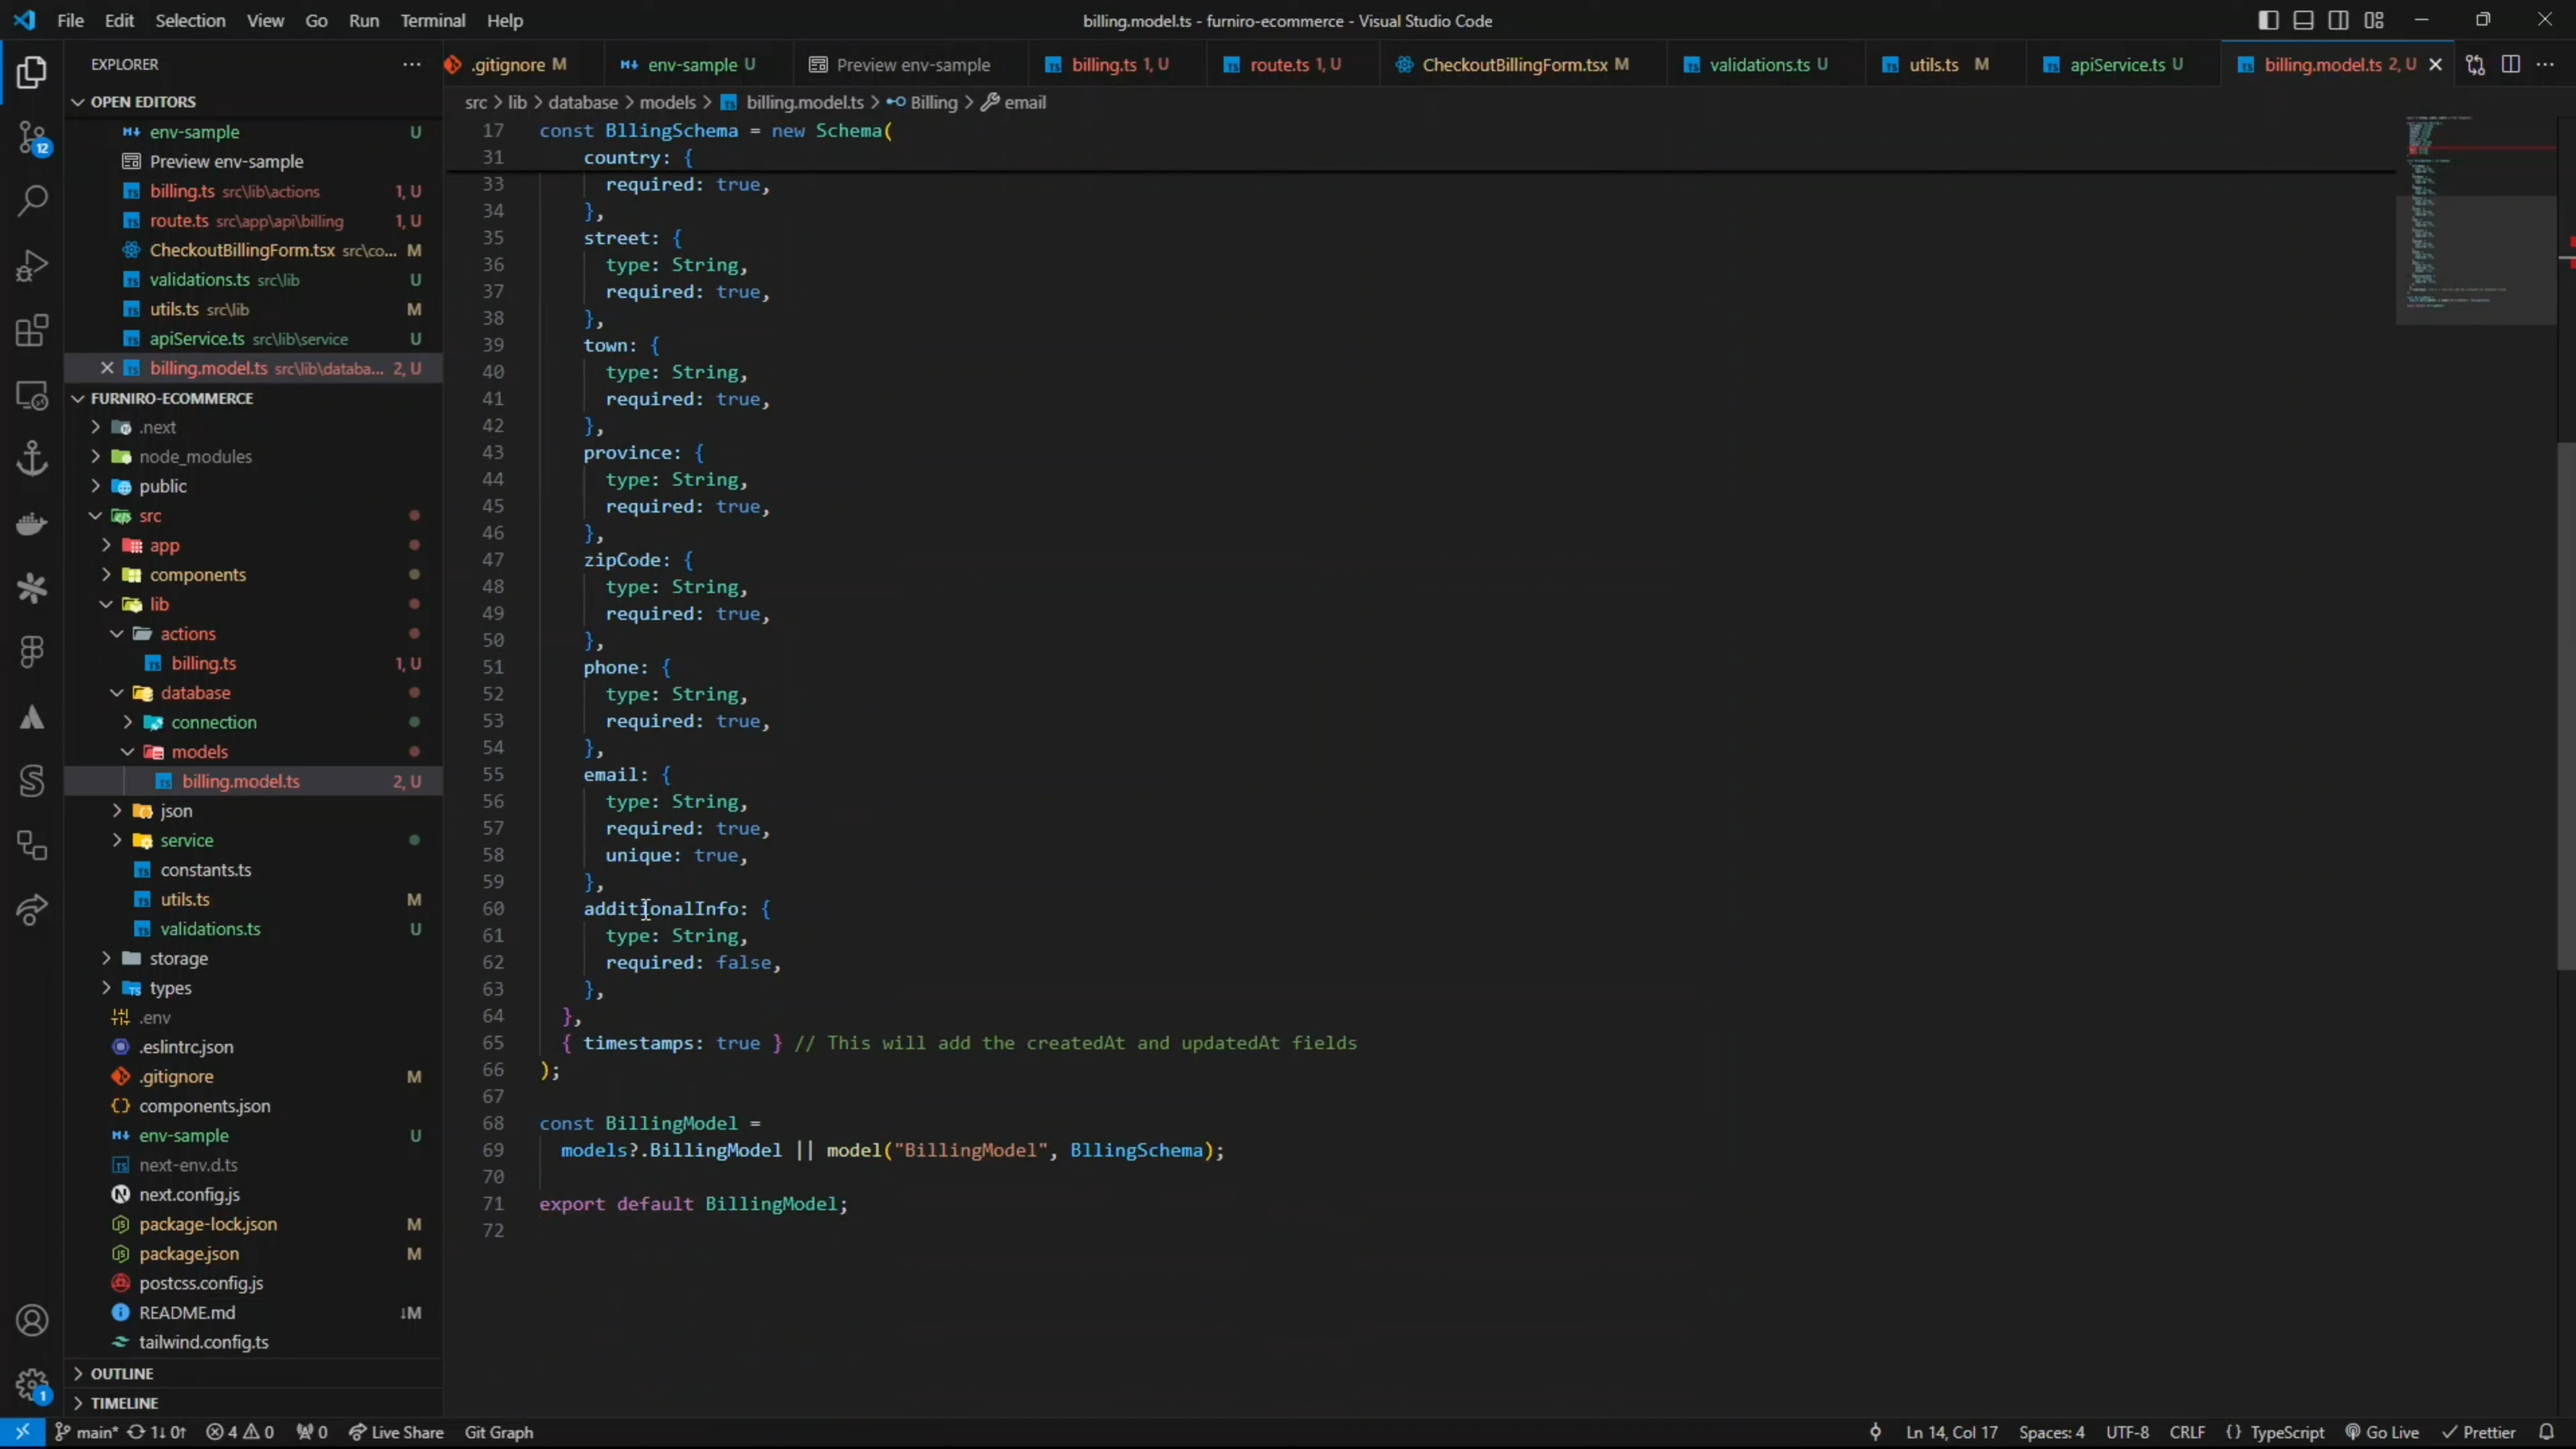 File Edit Selection View Go Run Terminal Help
billing.model.ts - furniro-ecommerce - Visual Studio Code
EXPLORER
.gitignore M
env-sample U
Preview env-sample
billing.ts 1, U
route.ts 1, U
CheckoutBillingForm.tsx M
validations.ts U
utils.ts M
apiService.ts U
billing.model.ts 2, U
OPEN EDITORS
env-sample U
Preview env-sample
billing.ts src\lib\actions 1, U
route.ts src\app\api\billing 1, U
CheckoutBillingForm.tsx src\co... M
validations.ts src\lib U
utils.ts src\lib M
apiService.ts src\lib\service U
billing.model.ts src\lib\databa... 2, U
FURNIRO-ECOMMERCE
.next
node_modules
public
src
app
components
lib
actions
billing.ts 1, U
database
connection
models
billing.model.ts 2, U
json
service
constants.ts
utils.ts M
validations.ts U
storage
types
.env
.eslintrc.json
.gitignore M
components.json
env-sample U
next-env.d.ts
next.config.js
package-lock.json M
package.json M
postcss.config.js
README.md ↓M
tailwind.config.ts
OUTLINE
TIMELINE
12
1
src > lib > database > models > billing.model.ts > Billing > email
17 const BllingSchema = new Schema(
31 country: {
33 required: true,
34 },
35 street: {
36 type: String,
37 required: true,
38 },
39 town: {
40 type: String,
41 required: true,
42 },
43 province: {
44 type: String,
45 required: true,
46 },
47 zipCode: {
48 type: String,
49 required: true,
50 },
51 phone: {
52 type: String,
53 required: true,
54 },
55 email: {
56 type: String,
57 required: true,
58 unique: true,
59 },
60 additionalInfo: {
61 type: String,
62 required: false,
63 },
64 },
65 { timestamps: true } // This will add the createdAt and updatedAt fields
66 );
67
68 const BillingModel =
69 models?.BillingModel || model("BillingModel", BllingSchema);
70
71 export default BillingModel;
72
main* 1↓ 0↑ 4 0 0 Live Share Git Graph
Ln 14, Col 17 Spaces: 4 UTF-8 CRLF {} TypeScript Go Live Prettier